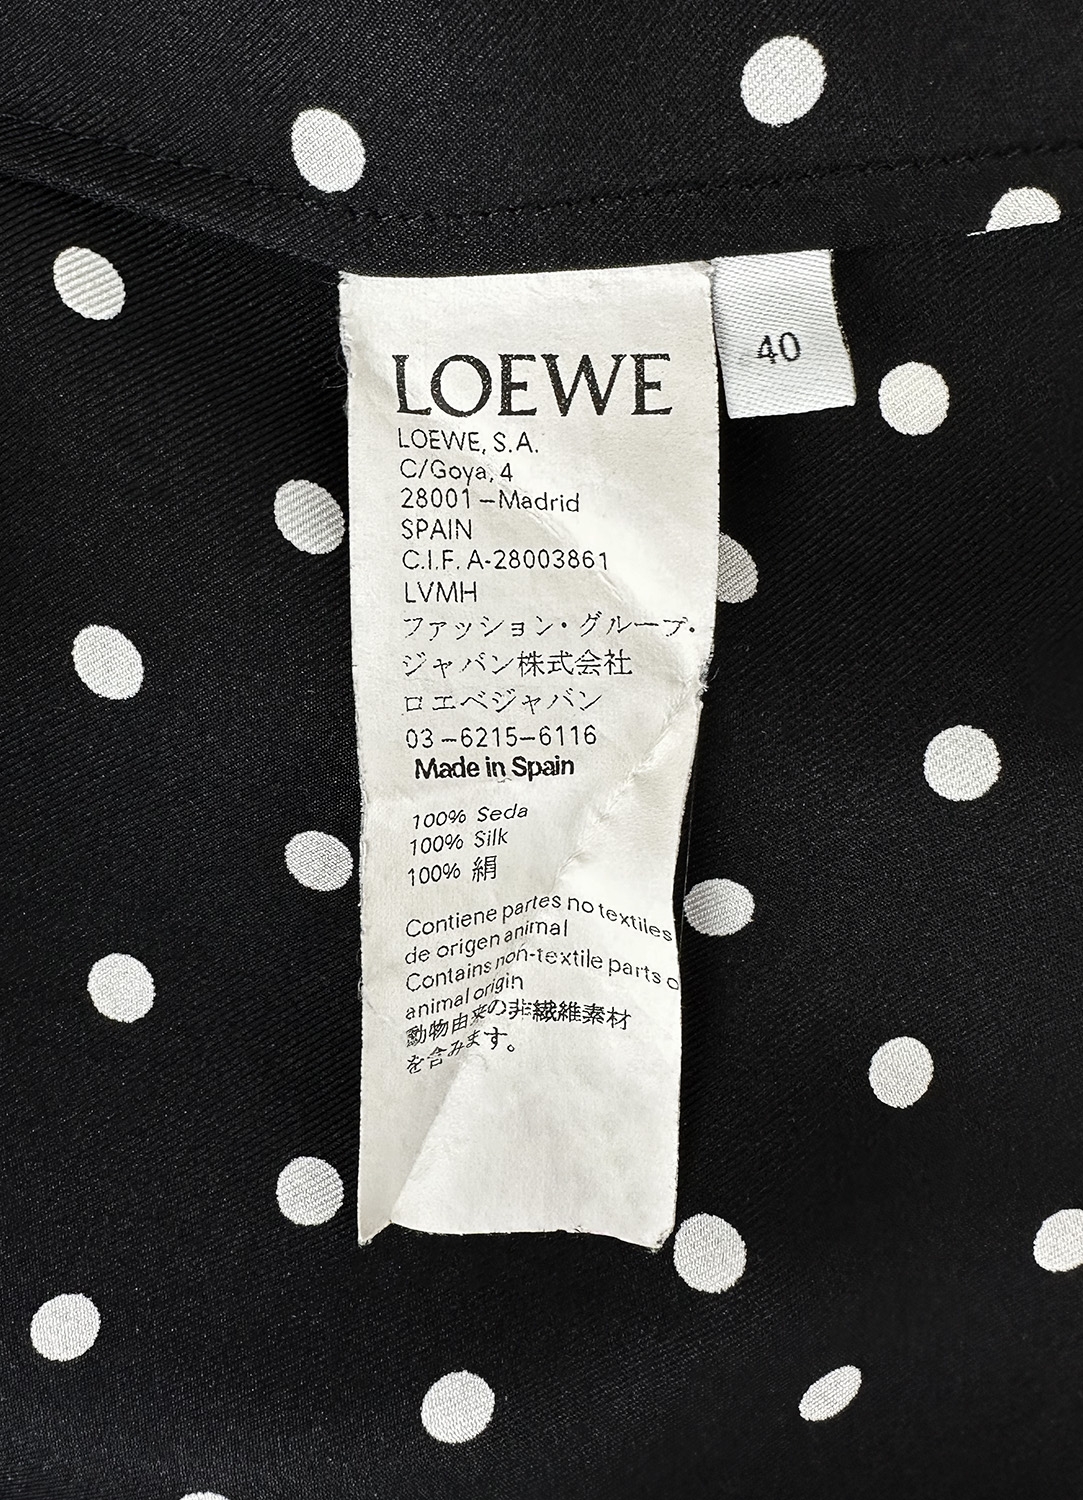 LOEWE
40
LOEWE, S.A.
C/Goya, 4
28001 – Madrid
SPAIN
C.I.F. A-28003861
LVMH
ファッション・グループ・
ジャパン株式会社
ロエベジャパン
03-6215-6116
Made in Spain
100% Seda
100% Silk
100% 絹
Contiene partes no textiles
de origen animal
Contains non-textile parts o
animal origin
動物由来の非繊維素材
を含みます。